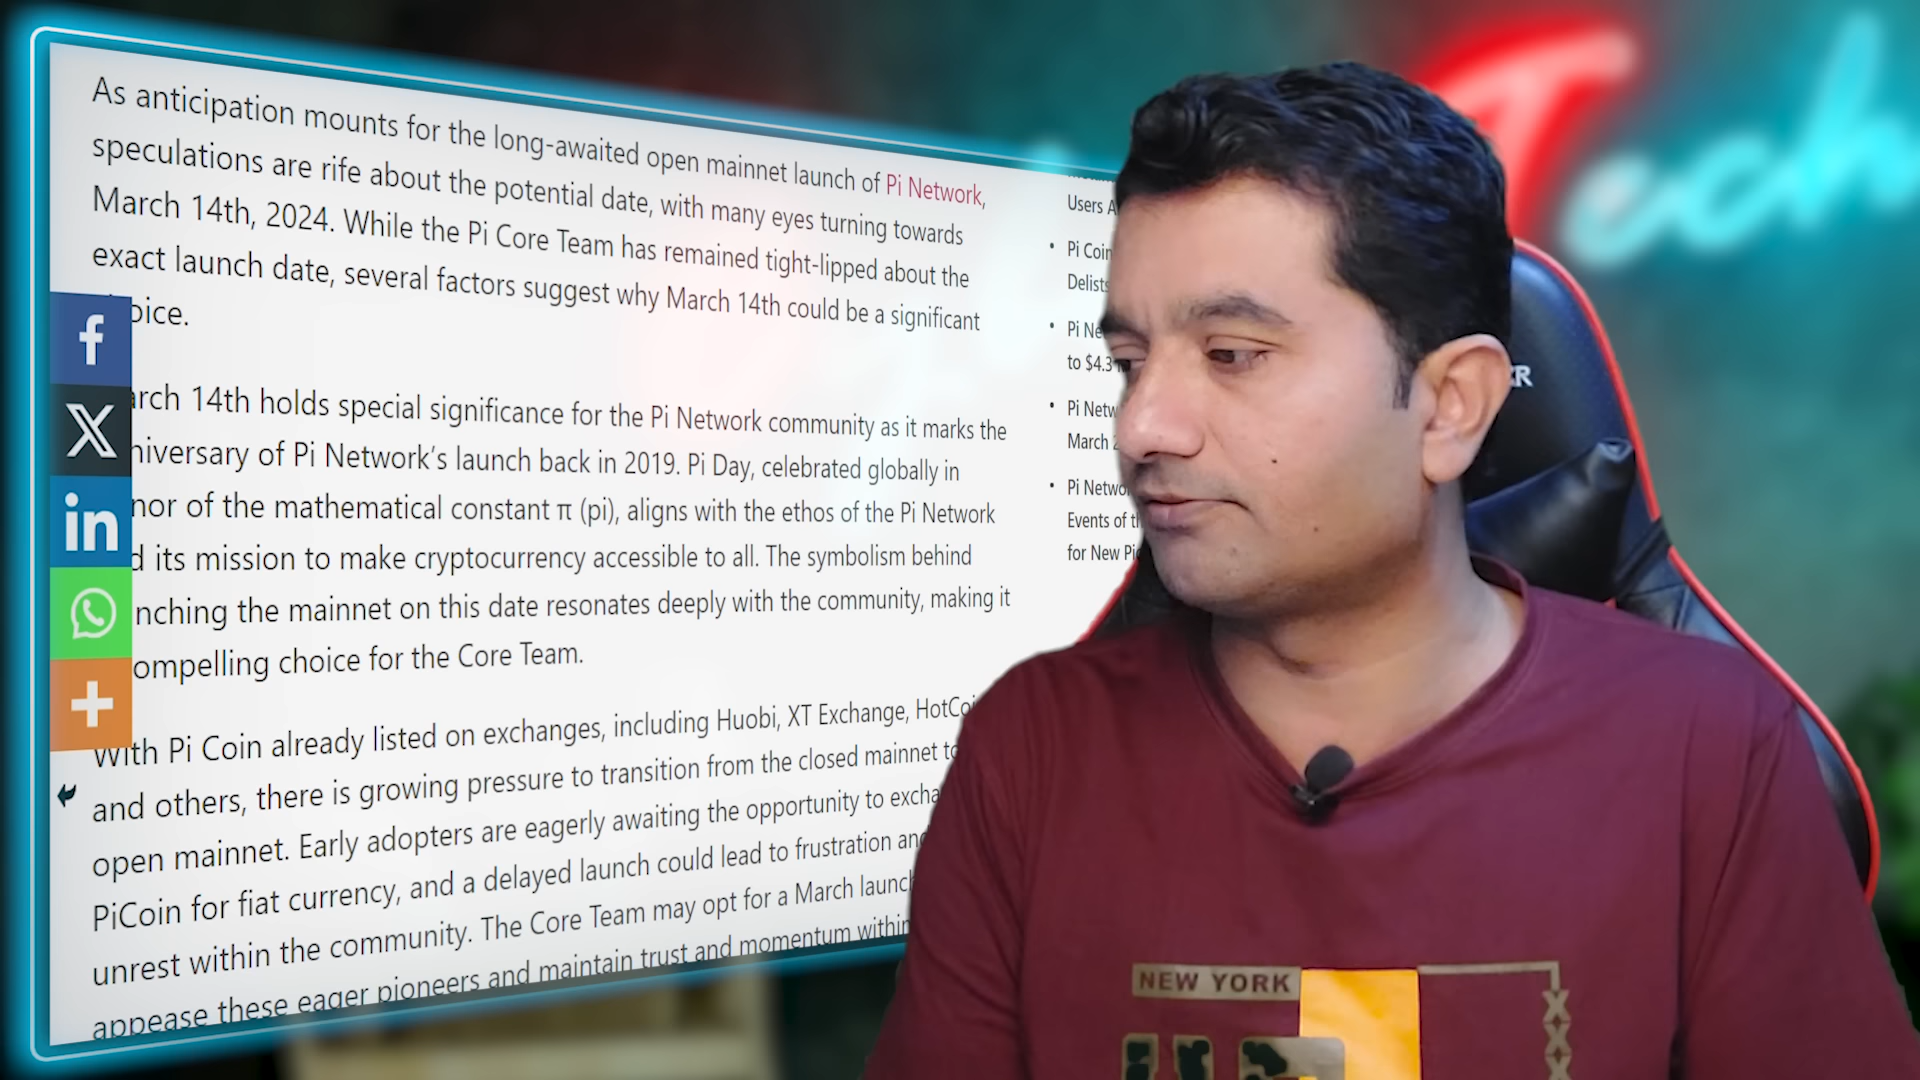 As anticipation mounts for the long-awaited open mainnet launch of Pi Network,
speculations are rife about the potential date, with many eyes turning towards
March 14th, 2024. While the Pi Core Team has remained tight-lipped about the
exact launch date, several factors suggest why March 14th could be a significant
oice.
arch 14th holds special significance for the Pi Network community as it marks the
niversary of Pi Network’s launch back in 2019. Pi Day, celebrated globally in
nor of the mathematical constant π (pi), aligns with the ethos of the Pi Network
d its mission to make cryptocurrency accessible to all. The symbolism behind
nching the mainnet on this date resonates deeply with the community, making it
ompelling choice for the Core Team.
With Pi Coin already listed on exchanges, including Huobi, XT Exchange, HotCoi
and others, there is growing pressure to transition from the closed mainnet to
open mainnet. Early adopters are eagerly awaiting the opportunity to excha
PiCoin for fiat currency, and a delayed launch could lead to frustration and
unrest within the community. The Core Team may opt for a March launch
appease these eager pioneers and maintain trust and momentum within
Users A
• Pi Coin
Delists
• Pi Ne
to $4.3
• Pi Netw
March 2
• Pi Netwo
Events of th
for New Pi
Tech
NEW YORK